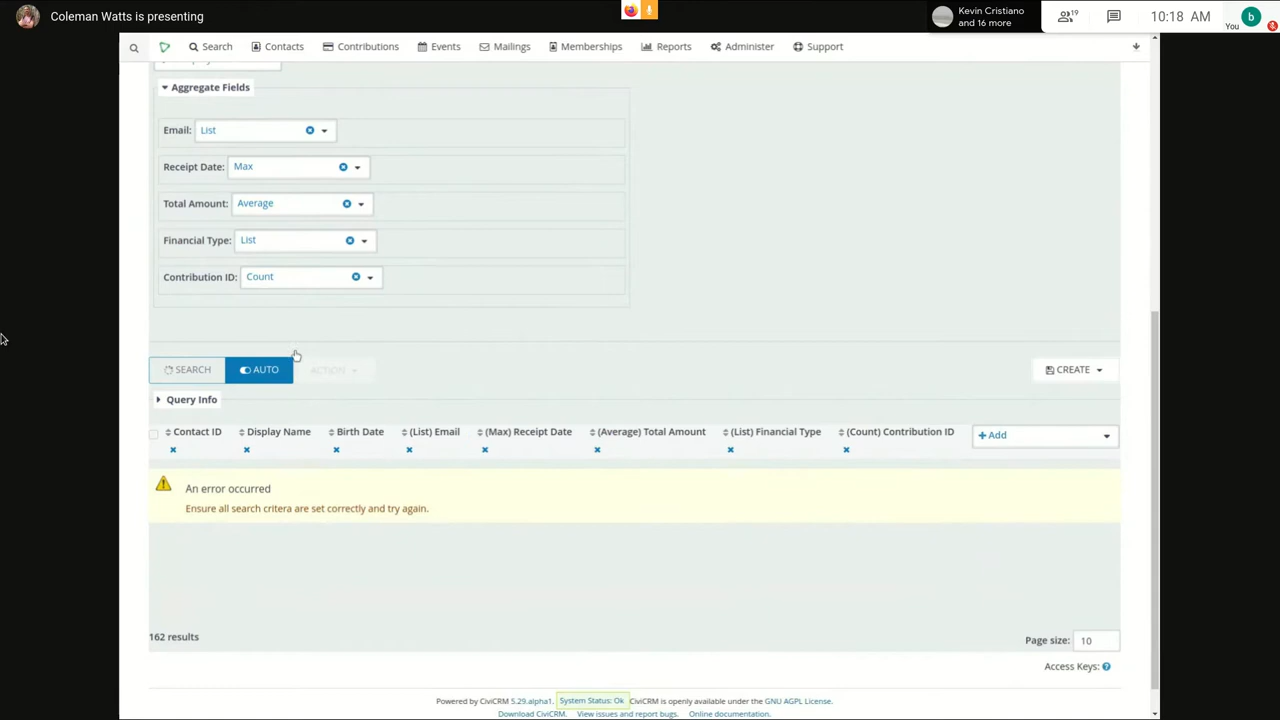 Coleman Watts is presenting
Kevin Cristiano
and 16 more
19
10:18 AM
b
You
Search Contacts Contributions Events Mailings Memberships Reports Administer Support
Aggregate Fields
Email: List
Receipt Date: Max
Total Amount: Average
Financial Type: List
Contribution ID: Count
SEARCH AUTO ACTION CREATE
Query Info
Contact ID Display Name Birth Date (List) Email (Max) Receipt Date (Average) Total Amount (List) Financial Type (Count) Contribution ID + Add
An error occurred
Ensure all search critera are set correctly and try again.
162 results
Page size: 10
Access Keys: ?
Powered by CiviCRM 5.29.alpha1. System Status: Ok CiviCRM is openly available under the GNU AGPL License.
Download CiviCRM. View issues and report bugs. Online documentation.